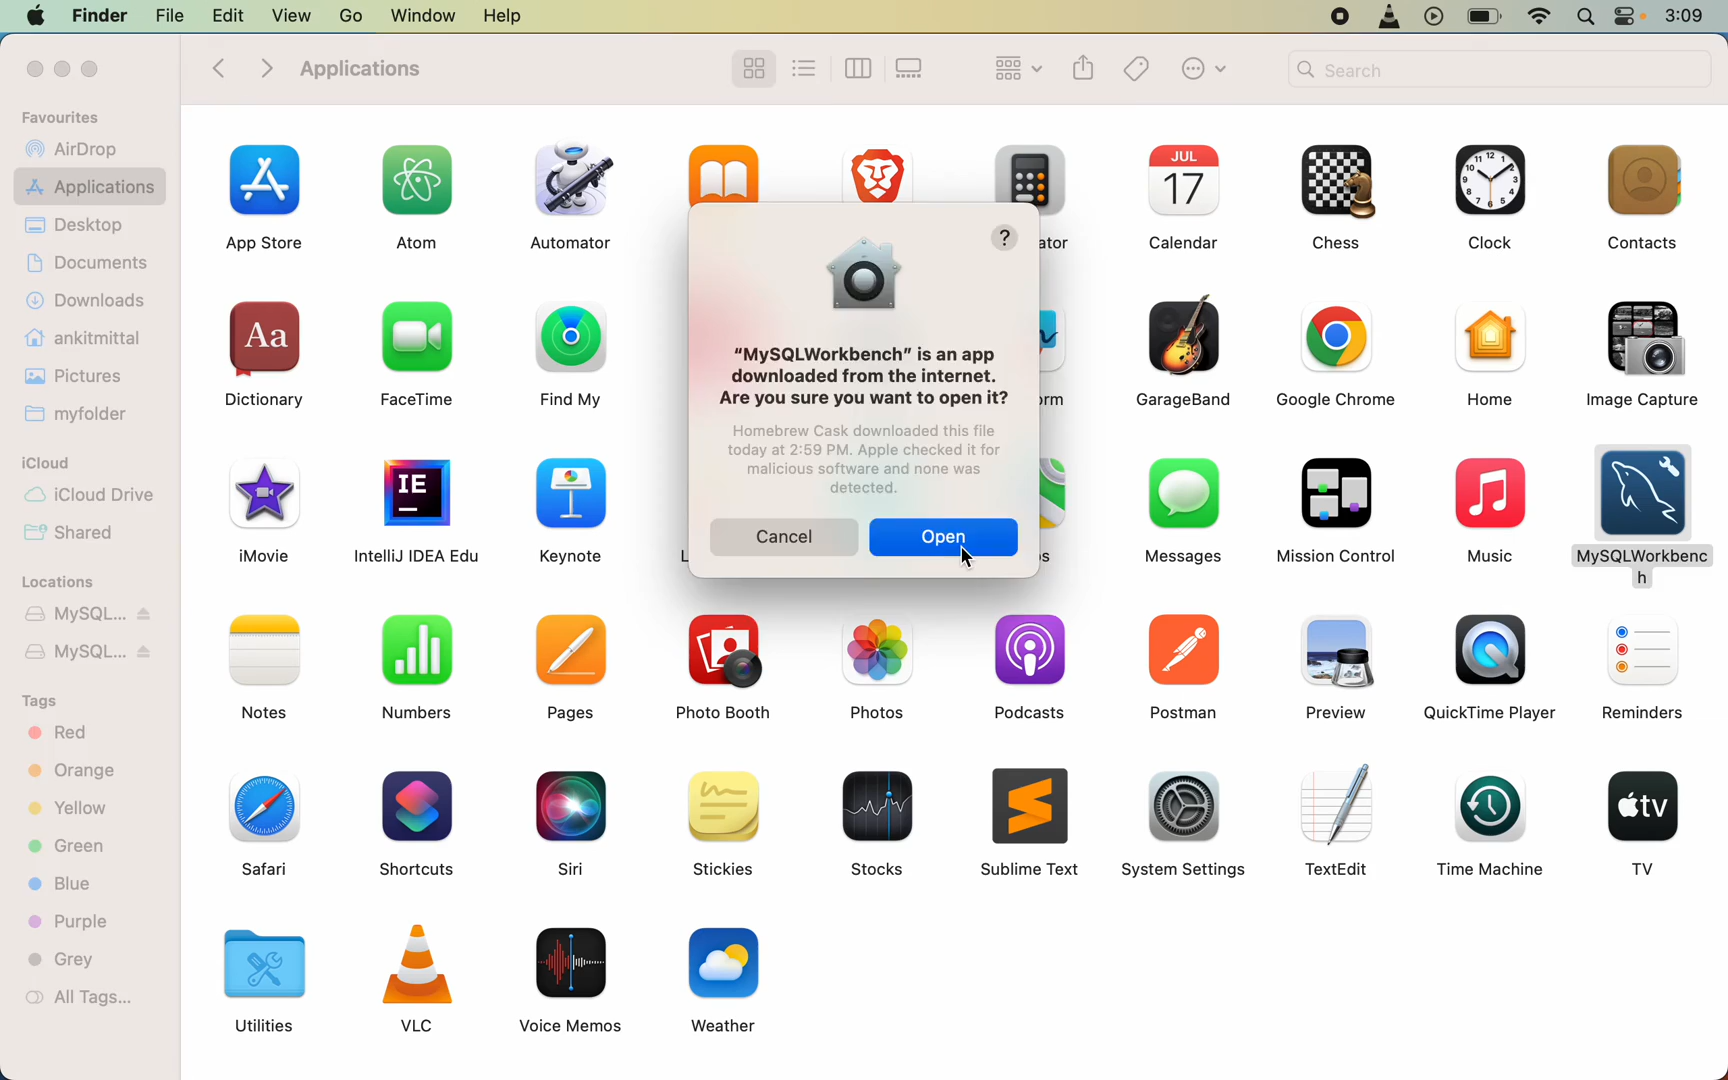 Finder File Edit View Go Window Help 3:09
Applications
Search
Favourites
AirDrop
Applications
Desktop
Documents
Downloads
ankitmittal
Pictures
myfolder
iCloud
iCloud Drive
Shared
Locations
MySQL...
MySQL...
Tags
Red
Orange
Yellow
Green
Blue
Purple
Grey
All Tags...
JUL
17
App Store Atom Automator ator Calendar Chess Clock Contacts
Aa
Dictionary FaceTime Find My orm GarageBand Google Chrome Home Image Capture
IE
iMovie IntelliJ IDEA Edu Keynote L s Messages Mission Control Music MySQLWorkbenc
h
Notes Numbers Pages Photo Booth Photos Podcasts Postman Preview QuickTime Player Reminders
tv
Safari Shortcuts Siri Stickies Stocks Sublime Text System Settings TextEdit Time Machine TV
Utilities VLC Voice Memos Weather
?
“MySQLWorkbench” is an app
downloaded from the internet.
Are you sure you want to open it?
Homebrew Cask downloaded this file
today at 2:59 PM. Apple checked it for
malicious software and none was
detected.
Cancel Open